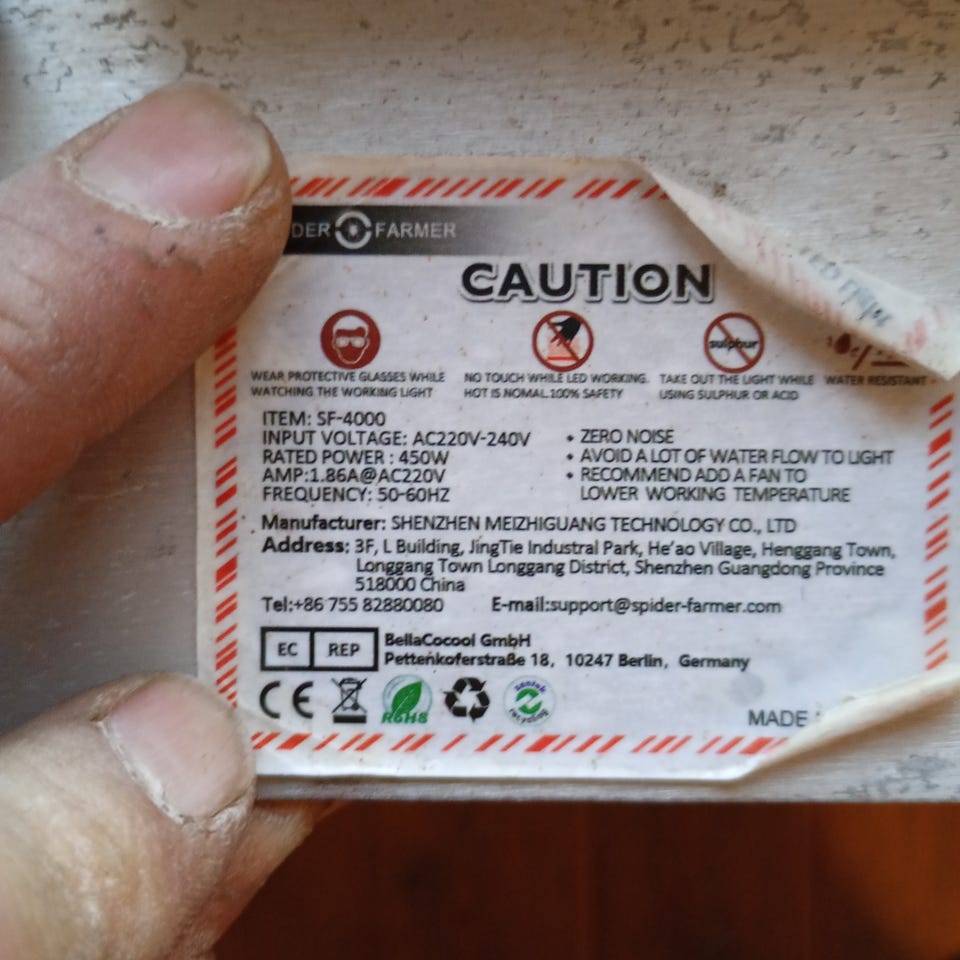 DER FARMER
CAUTION
sulphur
WEAR PROTECTIVE GLASSES WHILE
WATCHING THE WORKING LIGHT
NO TOUCH WHILE LED WORKING.
HOT IS NOMAL.100% SAFETY
TAKE OUT THE LIGHT WHILE
USING SULPHUR OR ACID
WATER RESISTANT
ITEM: SF-4000
INPUT VOLTAGE: AC220V-240V
RATED POWER : 450W
AMP:1.86A@AC220V
FREQUENCY: 50-60HZ
• ZERO NOISE
• AVOID A LOT OF WATER FLOW TO LIGHT
• RECOMMEND ADD A FAN TO
LOWER WORKING TEMPERATURE
Manufacturer: SHENZHEN MEIZHIGUANG TECHNOLOGY CO., LTD
Address: 3F, L Building, JingTie Industral Park, He'ao Village, Henggang Town,
Longgang Town Longgang District, Shenzhen Guangdong Province
518000 China
Tel:+86 755 82880080 E-mail:support@spider-farmer.com
EC REP
BellaCocool GmbH
Pettenkoferstraße 18, 10247 Berlin, Germany
CE
RoHS
recycling
MADE